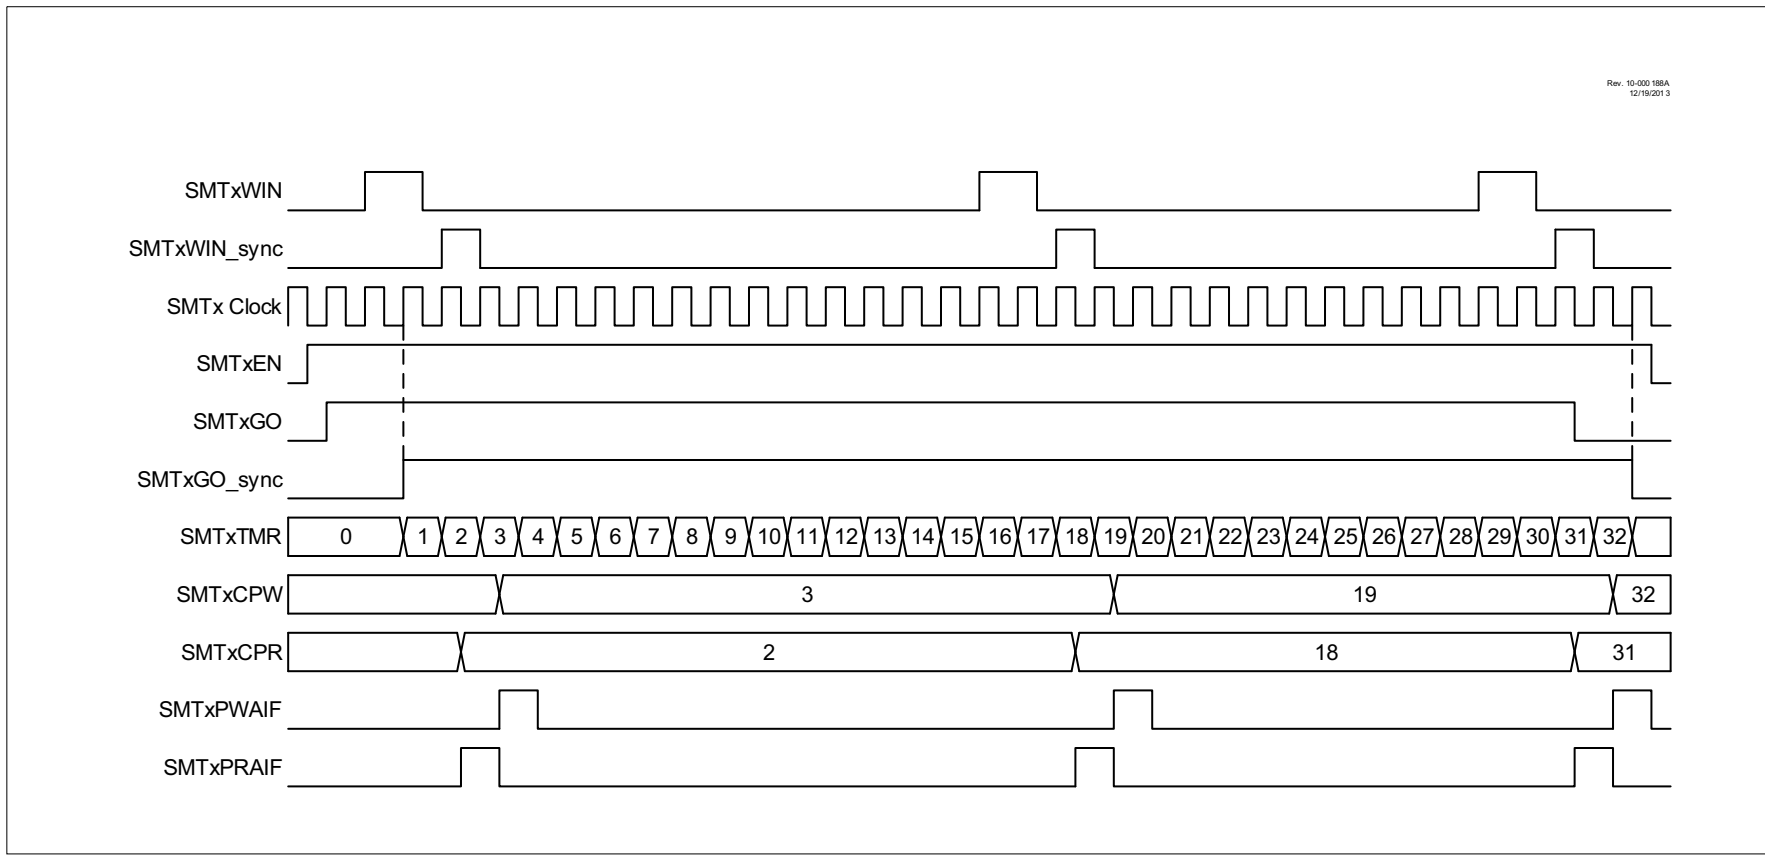 Rev. 10-000 188A
12/19/201 3
SMTxWIN
SMTxWIN_sync
SMTx Clock
SMTxEN
SMTxGO
SMTxGO_sync
SMTxTMR 0 1 2 3 4 5 6 7 8 9 10 11 12 13 14 15 16 17 18 19 20 21 22 23 24 25 26 27 28 29 30 31 32
SMTxCPW 3 19 32
SMTxCPR 2 18 31
SMTxPWAIF
SMTxPRAIF